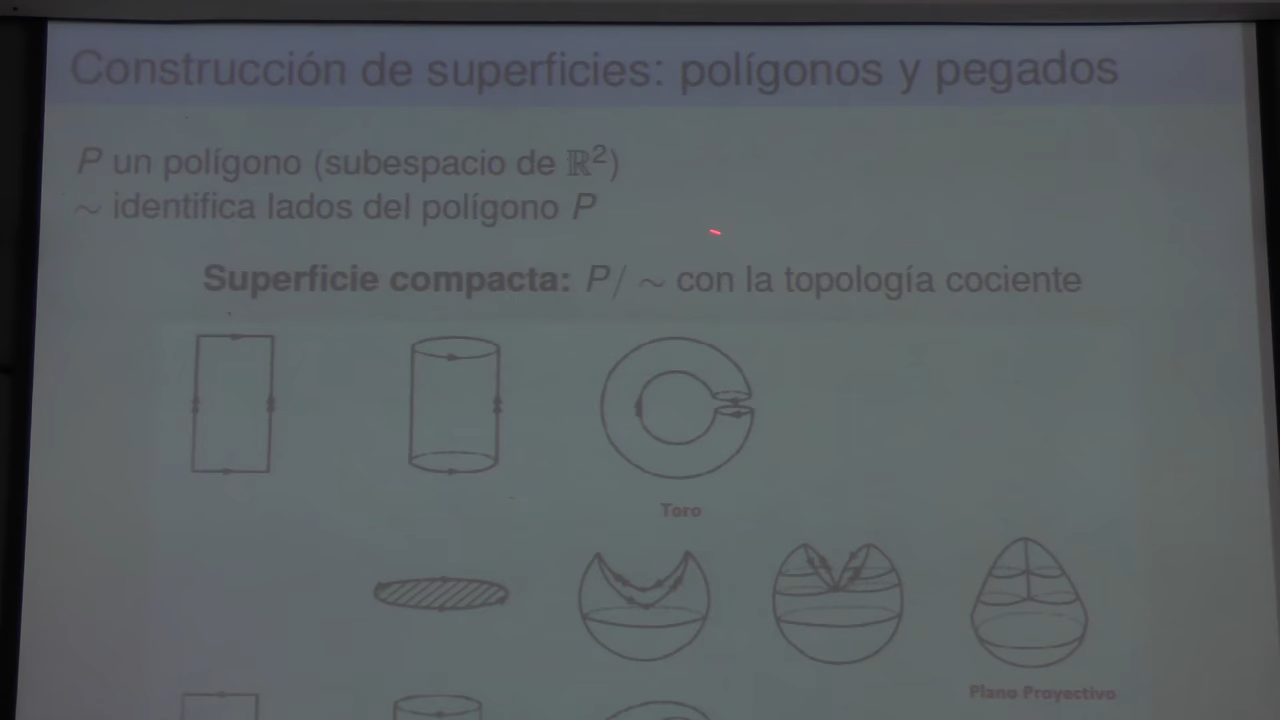 Construcción de superficies: polígonos y pegados
P un polígono (subespacio de ℝ²)
~ identifica lados del polígono P
Superficie compacta: P/ ~ con la topología cociente
Toro
Plano Proyectivo